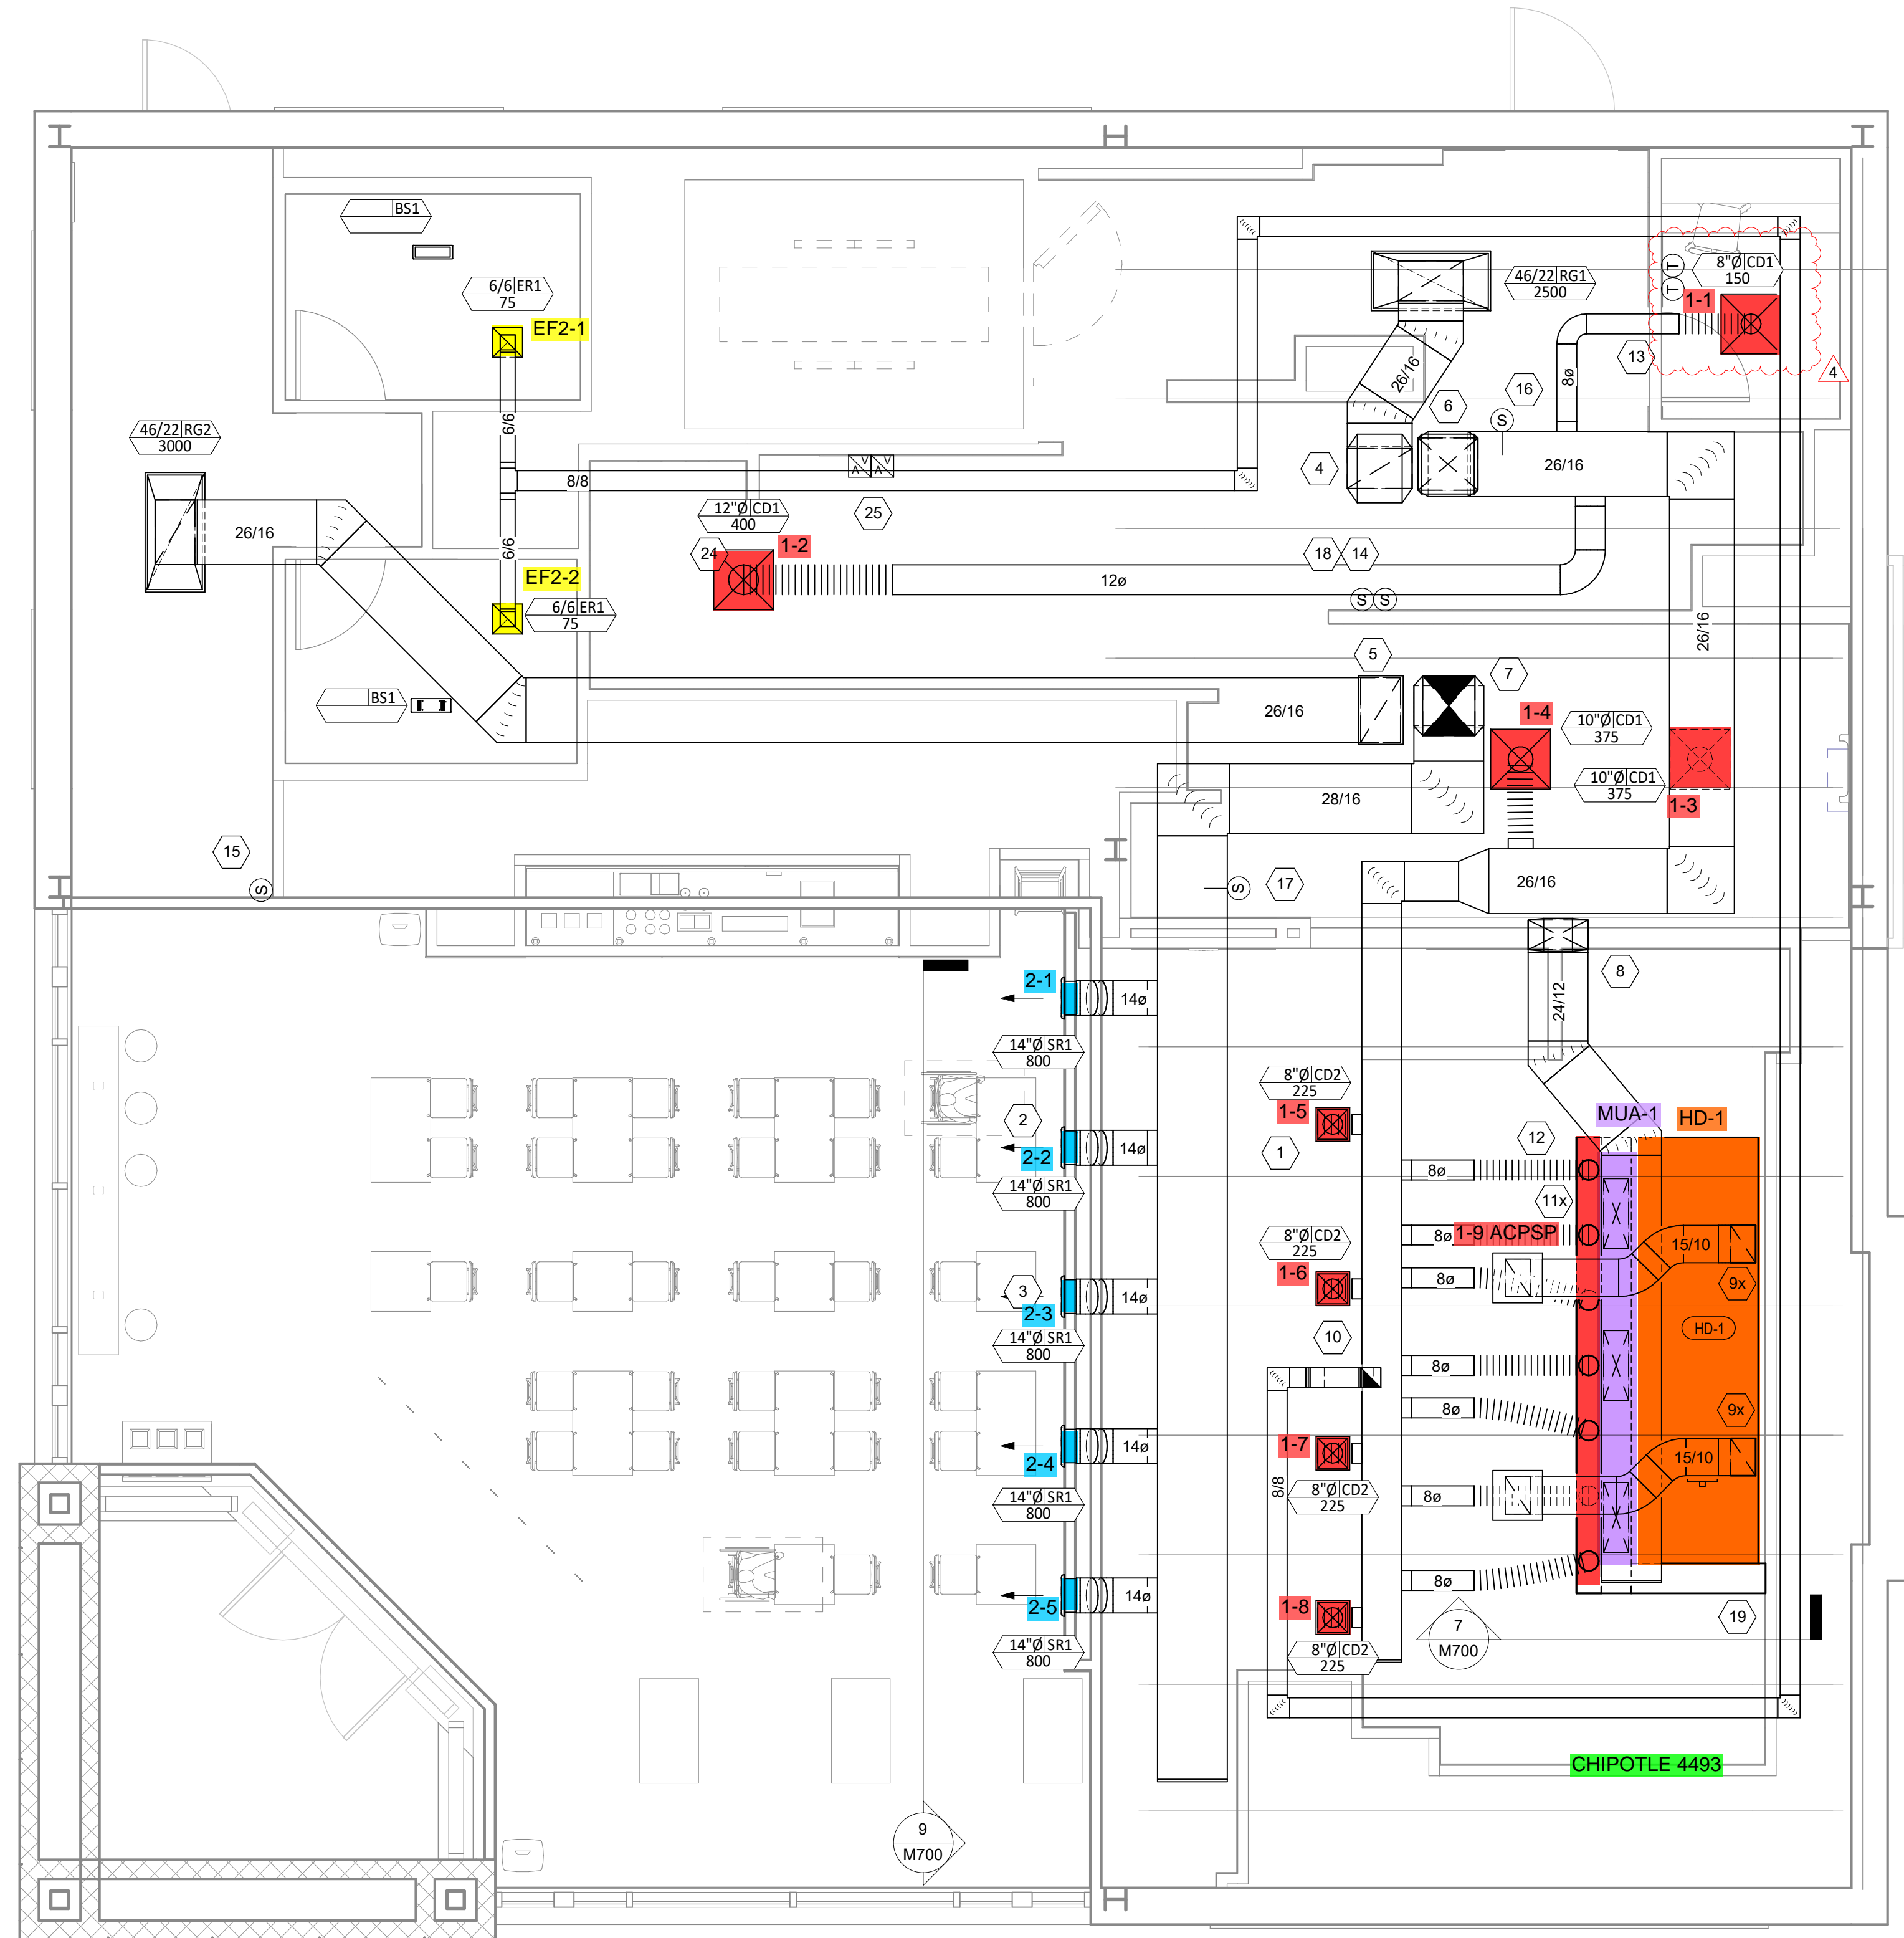 BS1
6/6 ER1
75
EF2-1
46/22 RG1
2500
8"Ø CD1
150
1-1
T
T
13
4
26/16
8ø
16
6
S
46/22 RG2
3000
6/6
4
26/16
8/8
V
A
V
A
12"Ø CD1
400
25
26/16
1-2
24
18
14
6/6
12ø
EF2-2
6/6 ER1
75
S
S
26/16
5
7
BS1
26/16
1-4
10"Ø CD1
375
10"Ø CD1
375
1-3
28/16
15
S
17
S
26/16
8
2-1
14ø
24/12
14"Ø SR1
800
8"Ø CD2
225
1-5
2
MUA-1
HD-1
12
1
2-2
14ø
8ø
14"Ø SR1
800
11x
8"Ø CD2
225
8ø
1-9 ACPSP
15/10
1-6
8ø
9x
3
2-3
14ø
10
HD-1
14"Ø SR1
800
8ø
8ø
9x
1-7
2-4
14ø
15/10
8/8
8"Ø CD2
225
8ø
14"Ø SR1
800
8ø
2-5
14ø
1-8
19
7
M700
14"Ø SR1
800
8"Ø CD2
225
CHIPOTLE 4493
9
M700